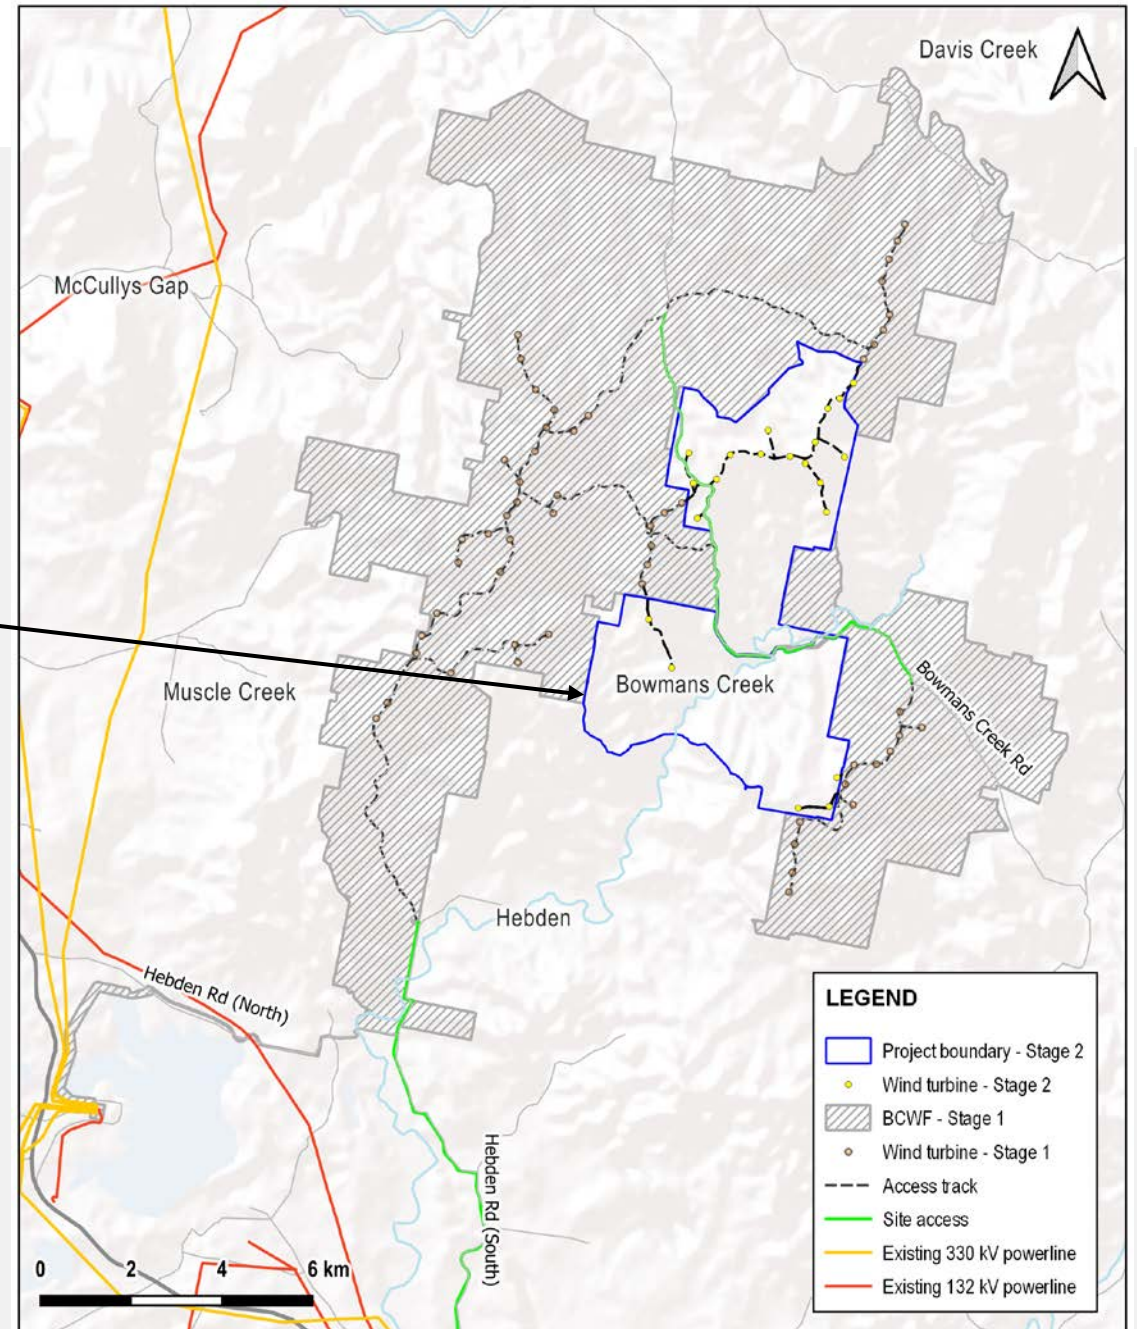 Davis Creek
McCullys Gap
Muscle Creek
Bowmans Creek
Bowmans Creek Rd
Hebden
Hebden Rd (North)
Hebden Rd (South)
0 2 4 6 km
LEGEND
Project boundary - Stage 2
Wind turbine - Stage 2
BCWF - Stage 1
Wind turbine - Stage 1
Access track
Site access
Existing 330 kV powerline
Existing 132 kV powerline